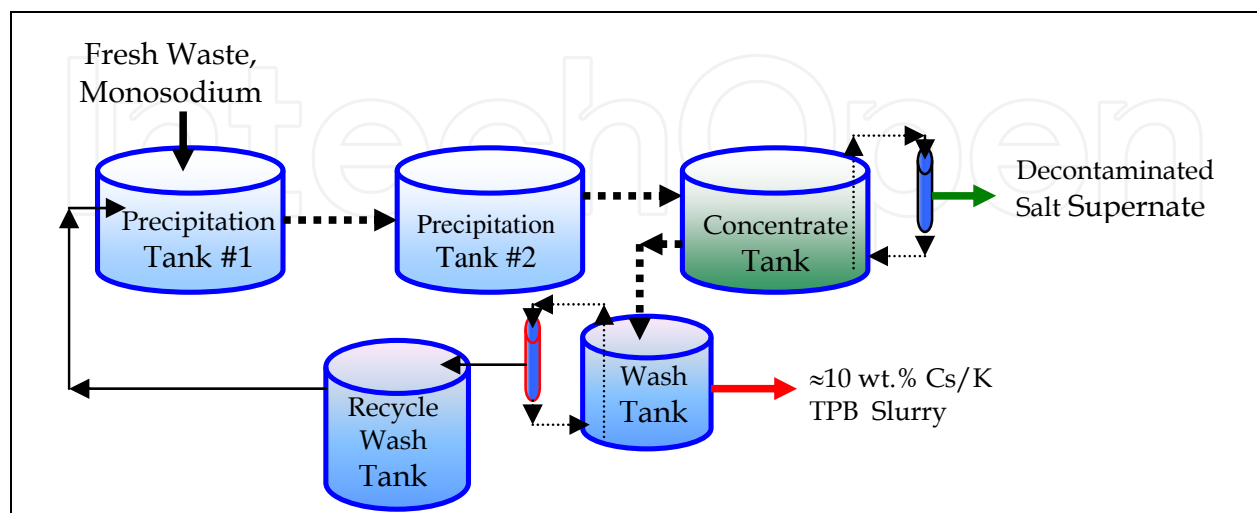 IntechOpen
Fresh Waste,
Monosodium
Precipitation
Tank #1
Precipitation
Tank #2
Concentrate
Tank
Decontaminated
Salt Supernate
Recycle
Wash
Tank
Wash
Tank
≈10 wt.% Cs/K
TPB Slurry